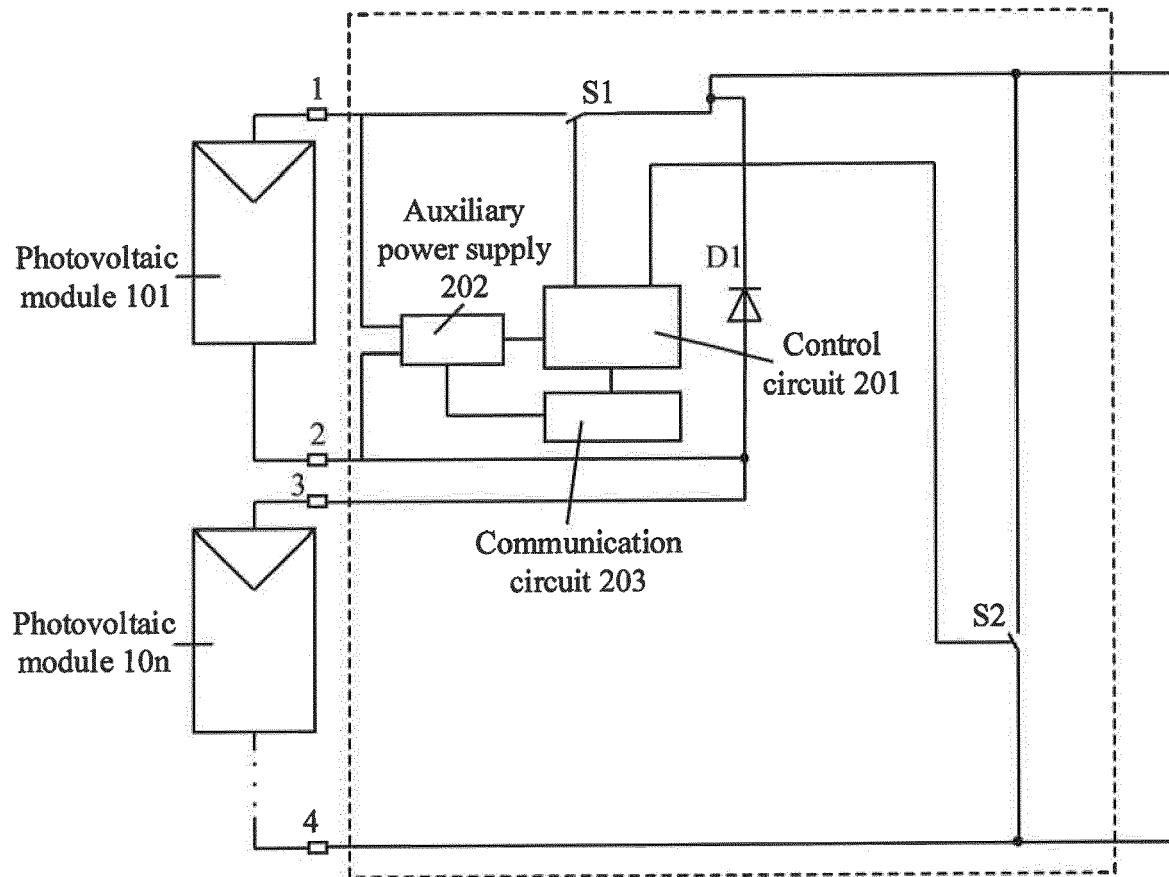 1
S1
Auxiliary
power supply
202
Photovoltaic
module 101
D1
Control
circuit 201
2
3
Communication
circuit 203
Photovoltaic
module 10n
S2
4